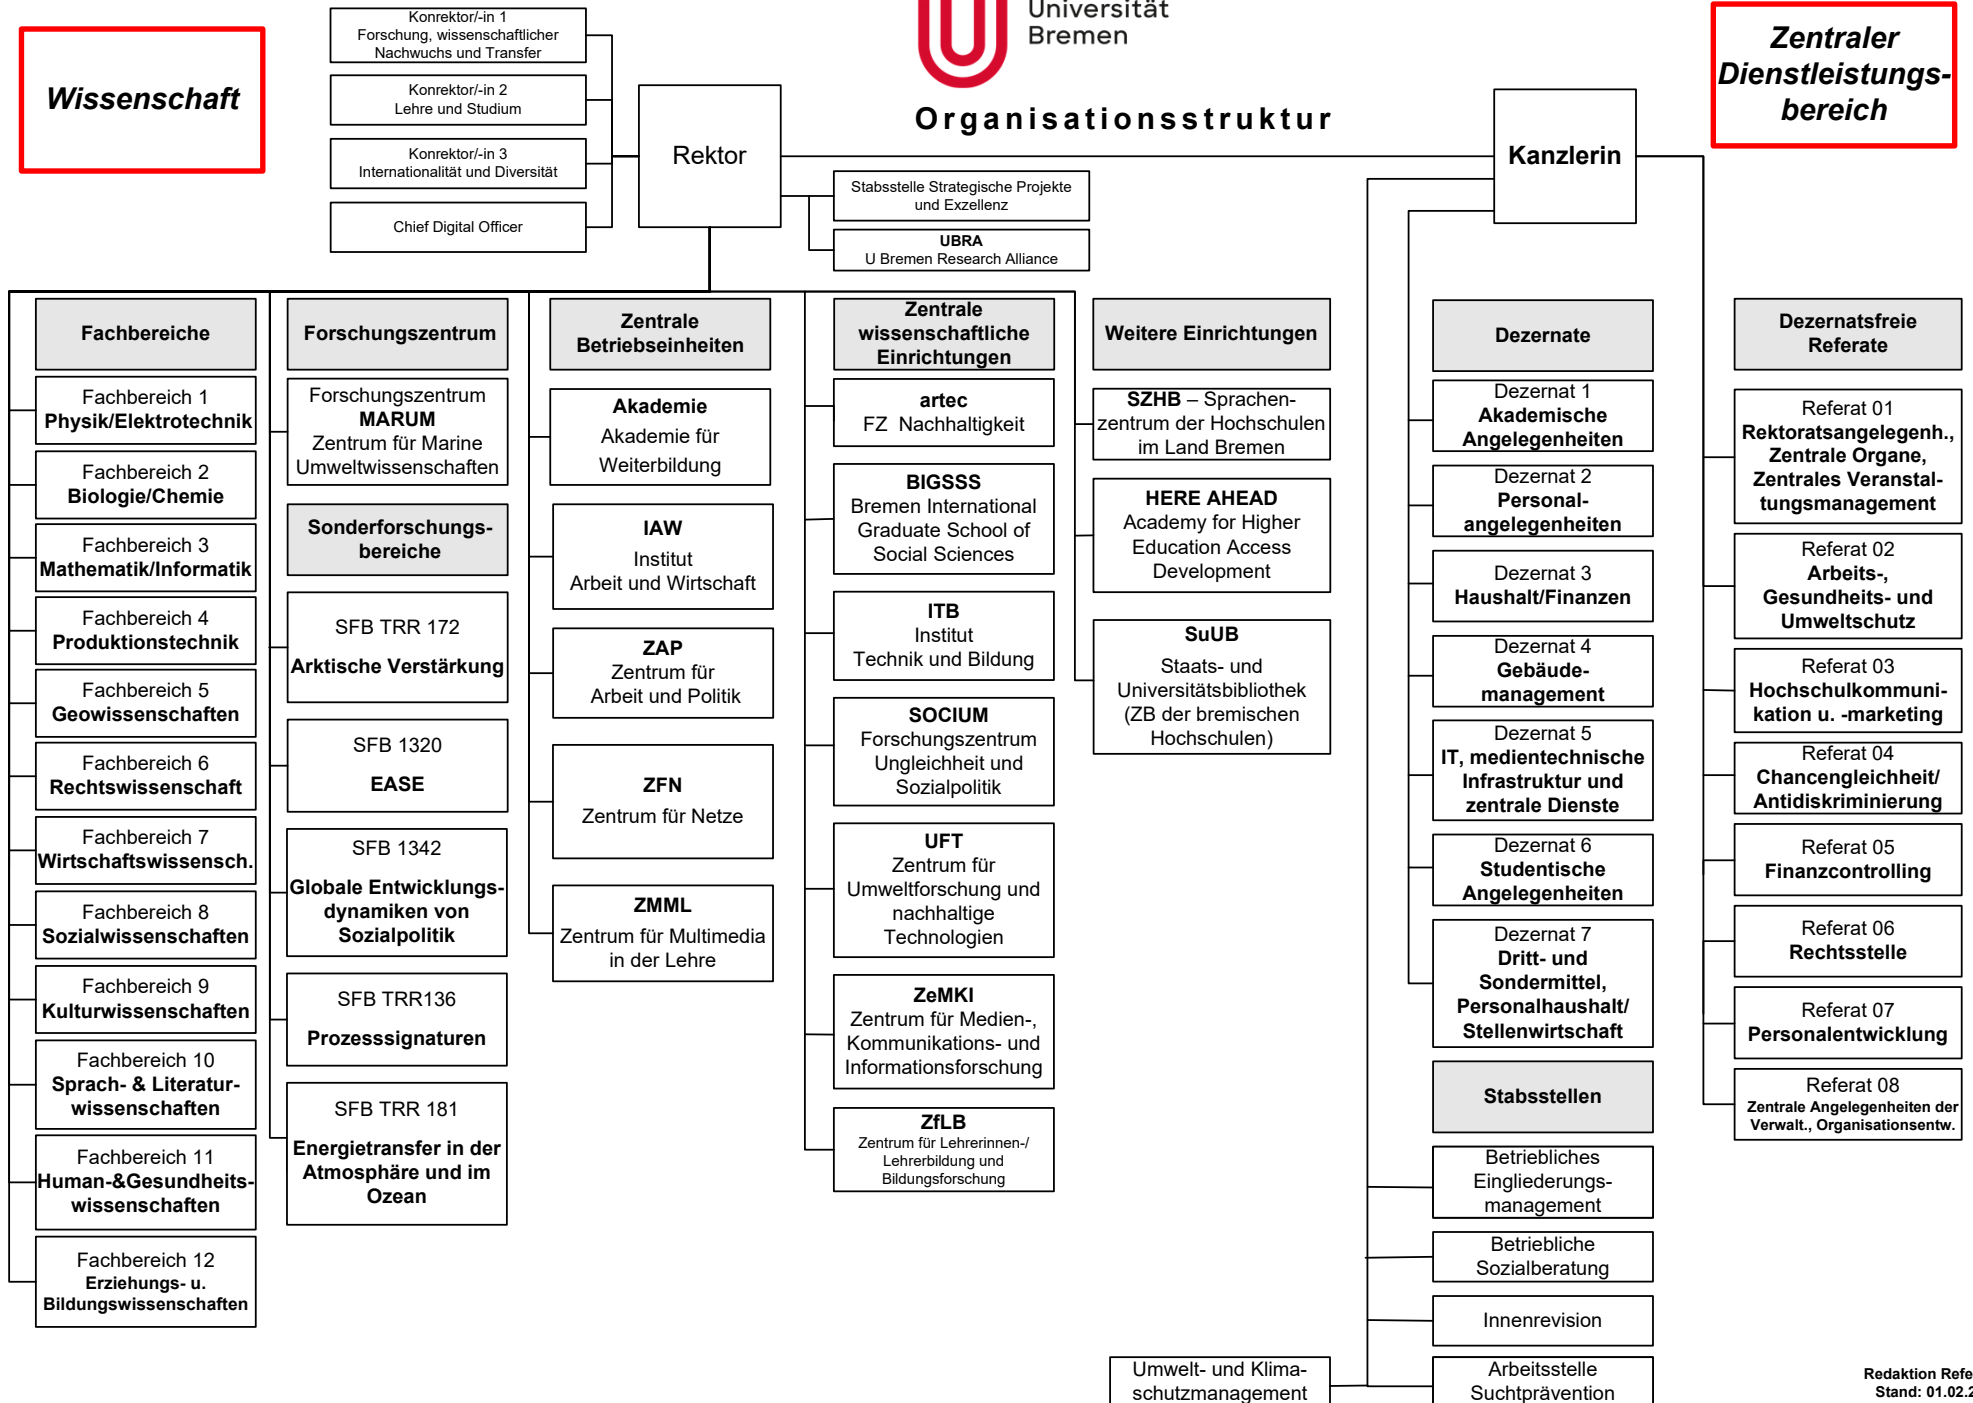 Wissenschaft
Konrektor/-in 1
Forschung, wissenschaftlicher
Nachwuchs und Transfer
Konrektor/-in 2
Lehre und Studium
Konrektor/-in 3
Internationalität und Diversität
Chief Digital Officer
Rektor
Universität
Bremen
Organisationsstruktur
Stabsstelle Strategische Projekte
und Exzellenz
UBRA
U Bremen Research Alliance
Kanzlerin
Zentraler
Dienstleistungs-
bereich
Fachbereiche
Fachbereich 1
Physik/Elektrotechnik
Fachbereich 2
Biologie/Chemie
Fachbereich 3
Mathematik/Informatik
Fachbereich 4
Produktionstechnik
Fachbereich 5
Geowissenschaften
Fachbereich 6
Rechtswissenschaft
Fachbereich 7
Wirtschaftswissensch.
Fachbereich 8
Sozialwissenschaften
Fachbereich 9
Kulturwissenschaften
Fachbereich 10
Sprach- & Literatur-
wissenschaften
Fachbereich 11
Human-&Gesundheits-
wissenschaften
Fachbereich 12
Erziehungs- u.
Bildungswissenschaften
Forschungszentrum
Forschungszentrum
MARUM
Zentrum für Marine
Umweltwissenschaften
Sonderforschungs-
bereiche
SFB TRR 172
Arktische Verstärkung
SFB 1320
EASE
SFB 1342
Globale Entwicklungs-
dynamiken von
Sozialpolitik
SFB TRR136
Prozesssignaturen
SFB TRR 181
Energietransfer in der
Atmosphäre und im
Ozean
Zentrale
Betriebseinheiten
Akademie
Akademie für
Weiterbildung
IAW
Institut
Arbeit und Wirtschaft
ZAP
Zentrum für
Arbeit und Politik
ZFN
Zentrum für Netze
ZMML
Zentrum für Multimedia
in der Lehre
Zentrale
wissenschaftliche
Einrichtungen
artec
FZ Nachhaltigkeit
BIGSSS
Bremen International
Graduate School of
Social Sciences
ITB
Institut
Technik und Bildung
SOCIUM
Forschungszentrum
Ungleichheit und
Sozialpolitik
UFT
Zentrum für
Umweltforschung und
nachhaltige
Technologien
ZeMKI
Zentrum für Medien-,
Kommunikations- und
Informationsforschung
ZfLB
Zentrum für Lehrerinnen-/
Lehrerbildung und
Bildungsforschung
Weitere Einrichtungen
SZHB – Sprachen-
zentrum der Hochschulen
im Land Bremen
HERE AHEAD
Academy for Higher
Education Access
Development
SuUB
Staats- und
Universitätsbibliothek
(ZB der bremischen
Hochschulen)
Dezernate
Dezernat 1
Akademische
Angelegenheiten
Dezernat 2
Personal-
angelegenheiten
Dezernat 3
Haushalt/Finanzen
Dezernat 4
Gebäude-
management
Dezernat 5
IT, medientechnische
Infrastruktur und
zentrale Dienste
Dezernat 6
Studentische
Angelegenheiten
Dezernat 7
Dritt- und
Sondermittel,
Personalhaushalt/
Stellenwirtschaft
Stabsstellen
Betriebliches
Eingliederungs-
management
Betriebliche
Sozialberatung
Innenrevision
Umwelt- und Klima-
schutzmanagement
Arbeitsstelle
Suchtprävention
Dezernatsfreie
Referate
Referat 01
Rektoratsangelegenh.,
Zentrale Organe,
Zentrales Veranstal-
tungsmanagement
Referat 02
Arbeits-,
Gesundheits- und
Umweltschutz
Referat 03
Hochschulkommuni-
kation u. -marketing
Referat 04
Chancengleichheit/
Antidiskriminierung
Referat 05
Finanzcontrolling
Referat 06
Rechtsstelle
Referat 07
Personalentwicklung
Referat 08
Zentrale Angelegenheiten der
Verwalt., Organisationsentw.
Redaktion Refe
Stand: 01.02.2